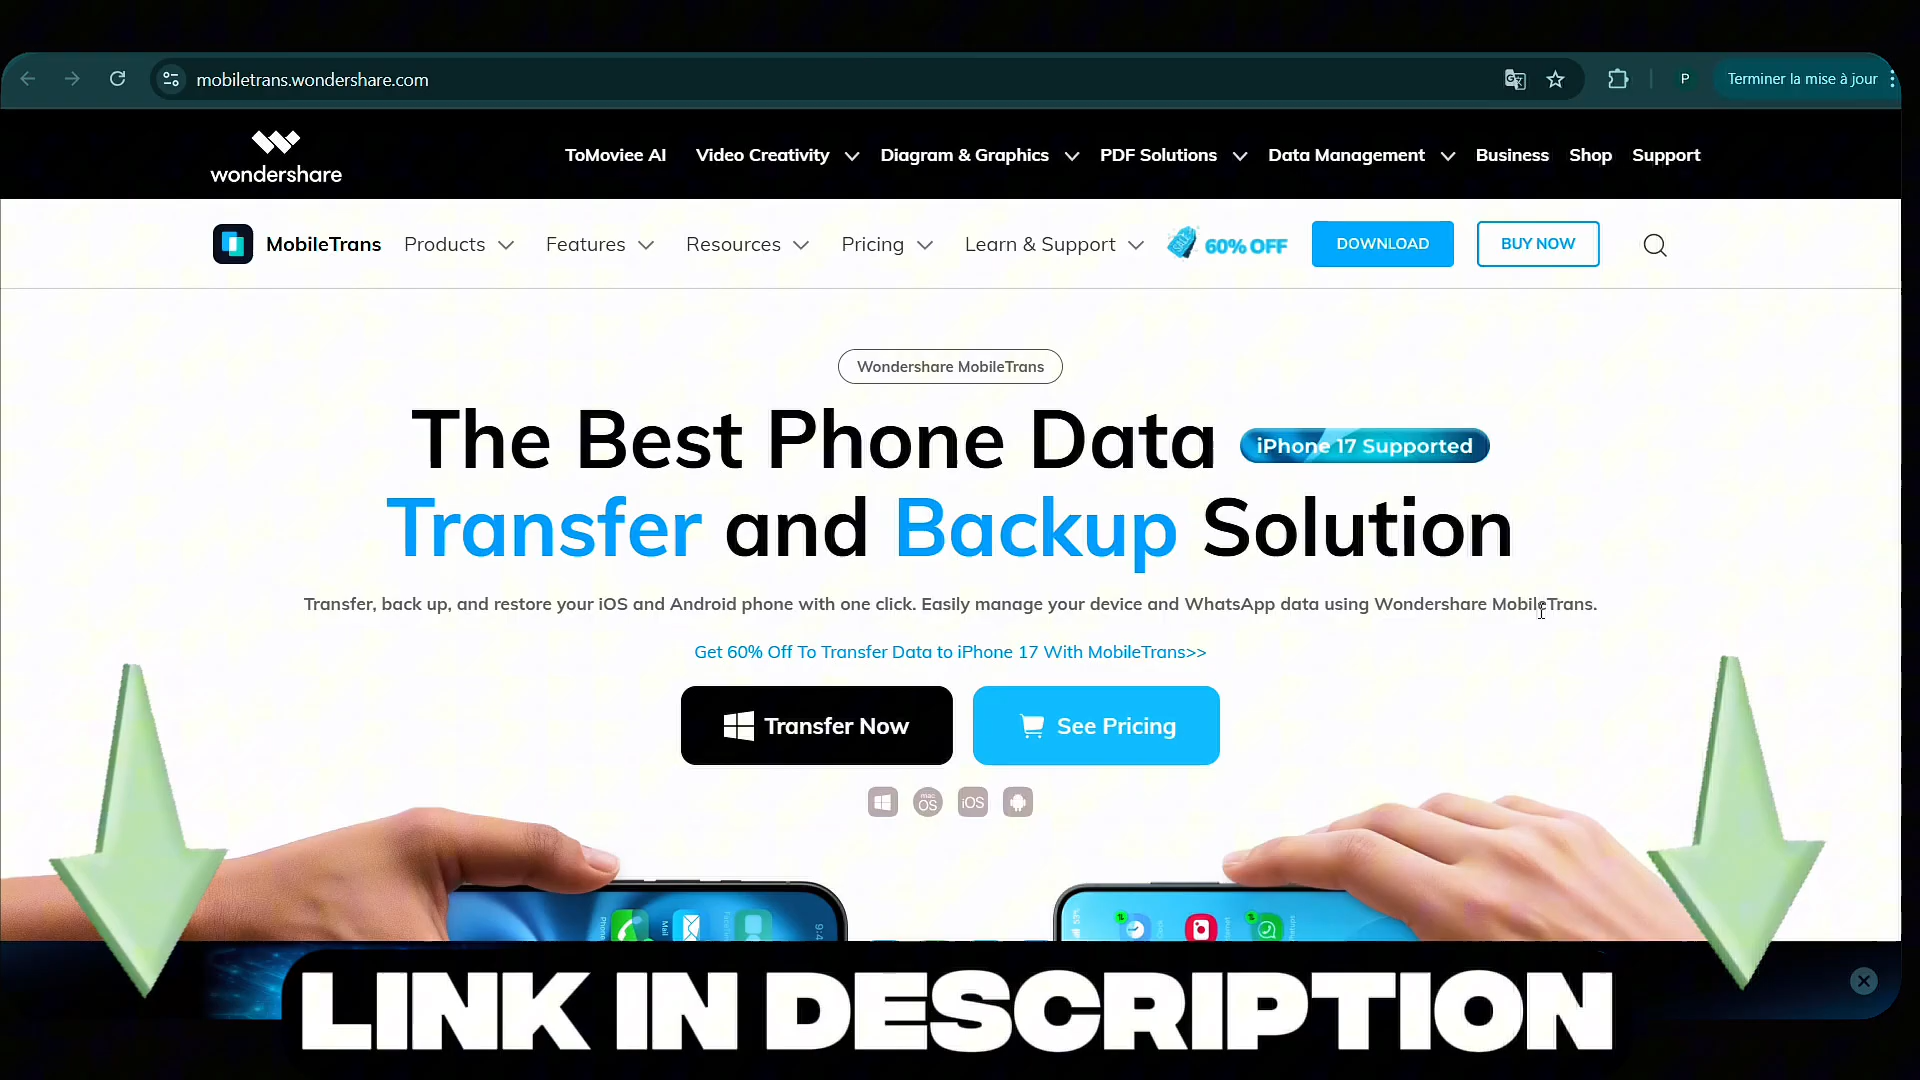 mobiletrans.wondershare.com
P
Terminer la mise à jour
wondershare
ToMoviee AI Video Creativity Diagram & Graphics PDF Solutions Data Management Business Shop Support
MobileTrans Products Features Resources Pricing Learn & Support SALE 60% OFF DOWNLOAD BUY NOW
Wondershare MobileTrans
The Best Phone Data iPhone 17 Supported
Transfer and Backup Solution
Transfer, back up, and restore your iOS and Android phone with one click. Easily manage your device and WhatsApp data using Wondershare MobileTrans.
Get 60% Off To Transfer Data to iPhone 17 With MobileTrans>>
Transfer Now See Pricing
mac OS iOS
Phone Mail
LINK IN DESCRIPTION